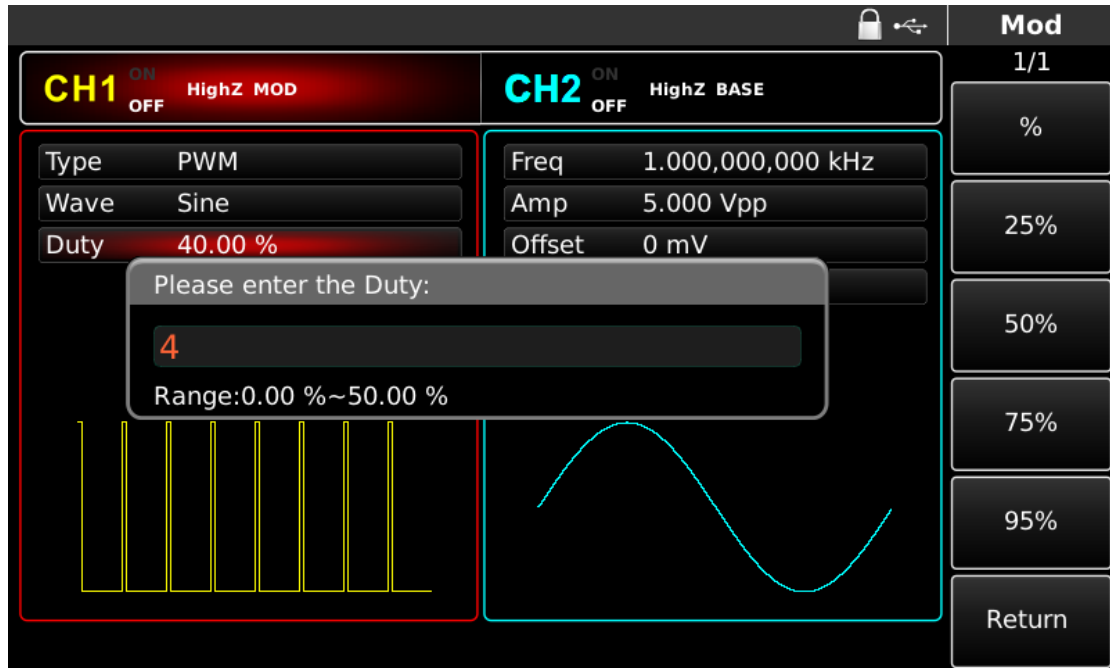 Mod
1/1
CH1 ON OFF HighZ MOD
CH2 ON OFF HighZ BASE
Type PWM
Wave Sine
Duty 40.00 %
Freq 1.000,000,000 kHz
Amp 5.000 Vpp
Offset 0 mV
Please enter the Duty:
4
Range:0.00 %~50.00 %
%
25%
50%
75%
95%
Return